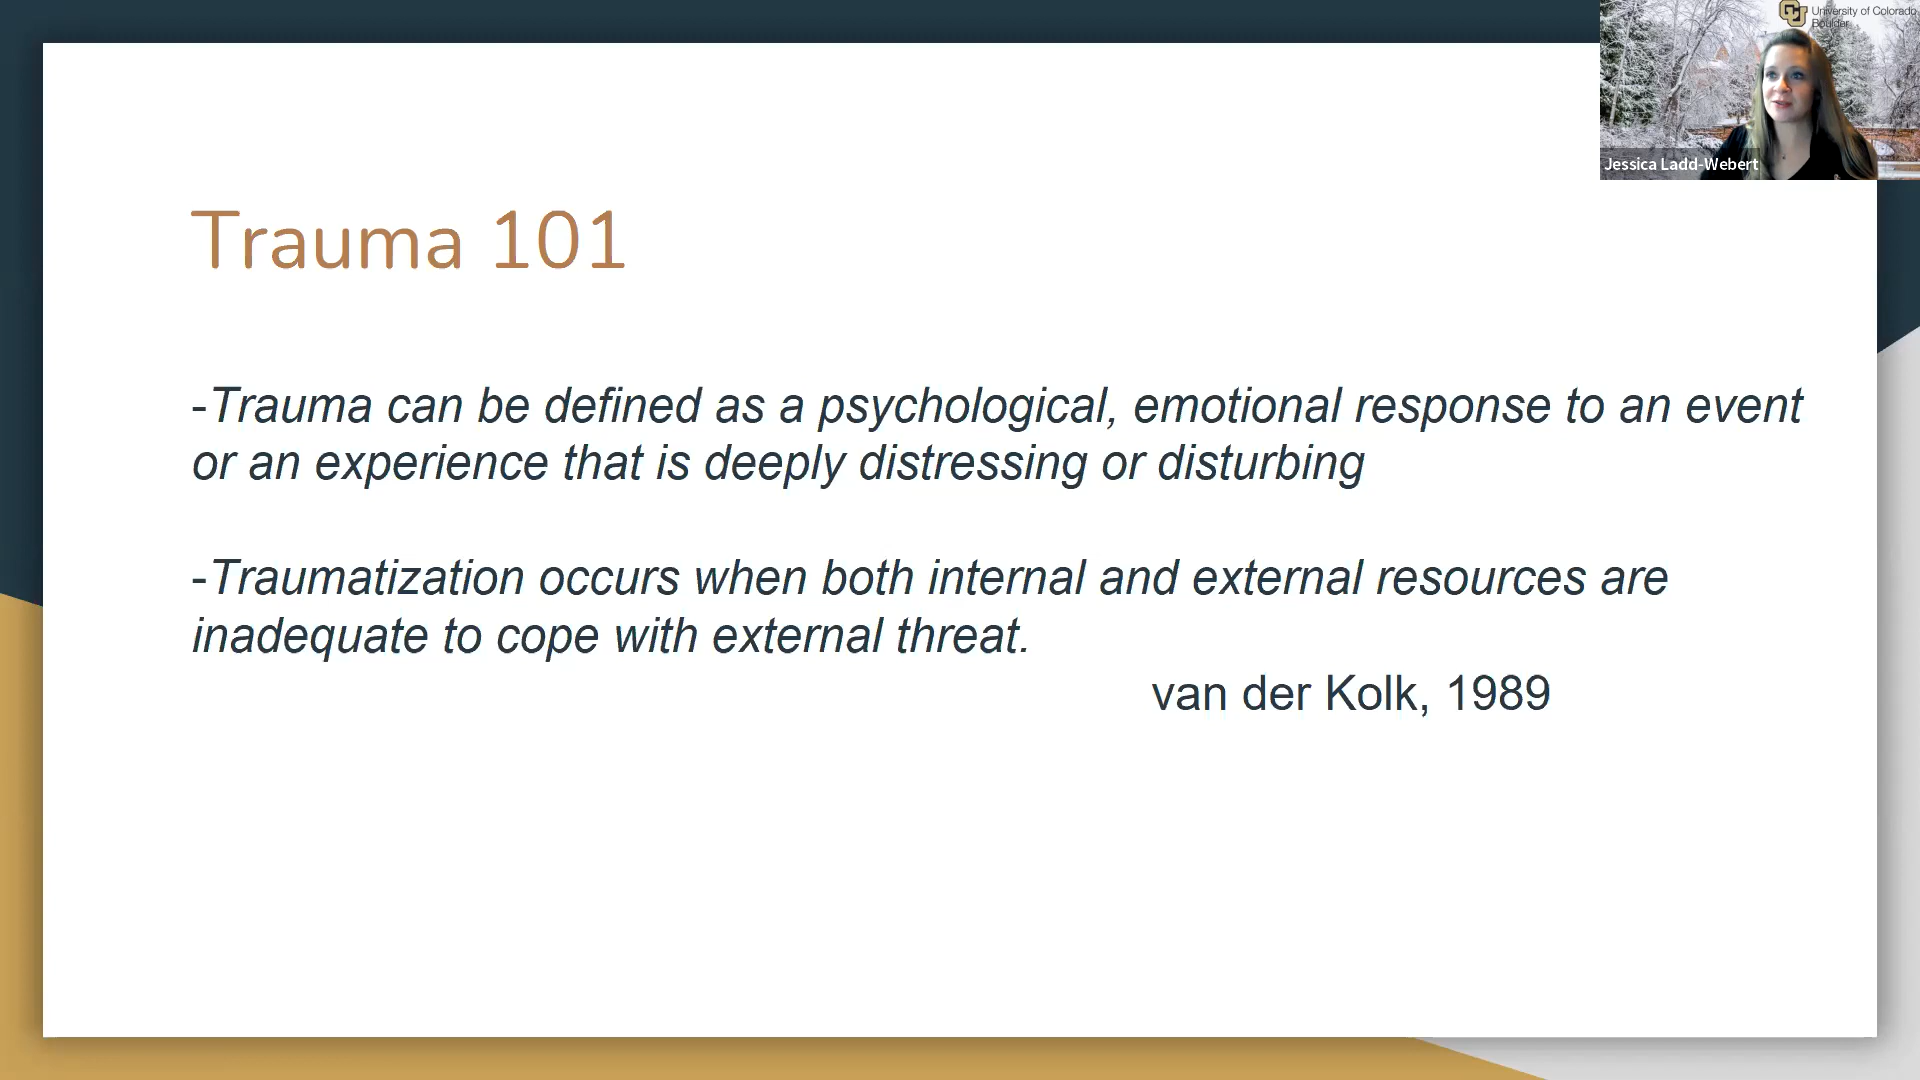 University of Colorado
Boulder
Jessica Ladd-Webert
Trauma 101
-Trauma can be defined as a psychological, emotional response to an event
or an experience that is deeply distressing or disturbing
-Traumatization occurs when both internal and external resources are
inadequate to cope with external threat.
van der Kolk, 1989